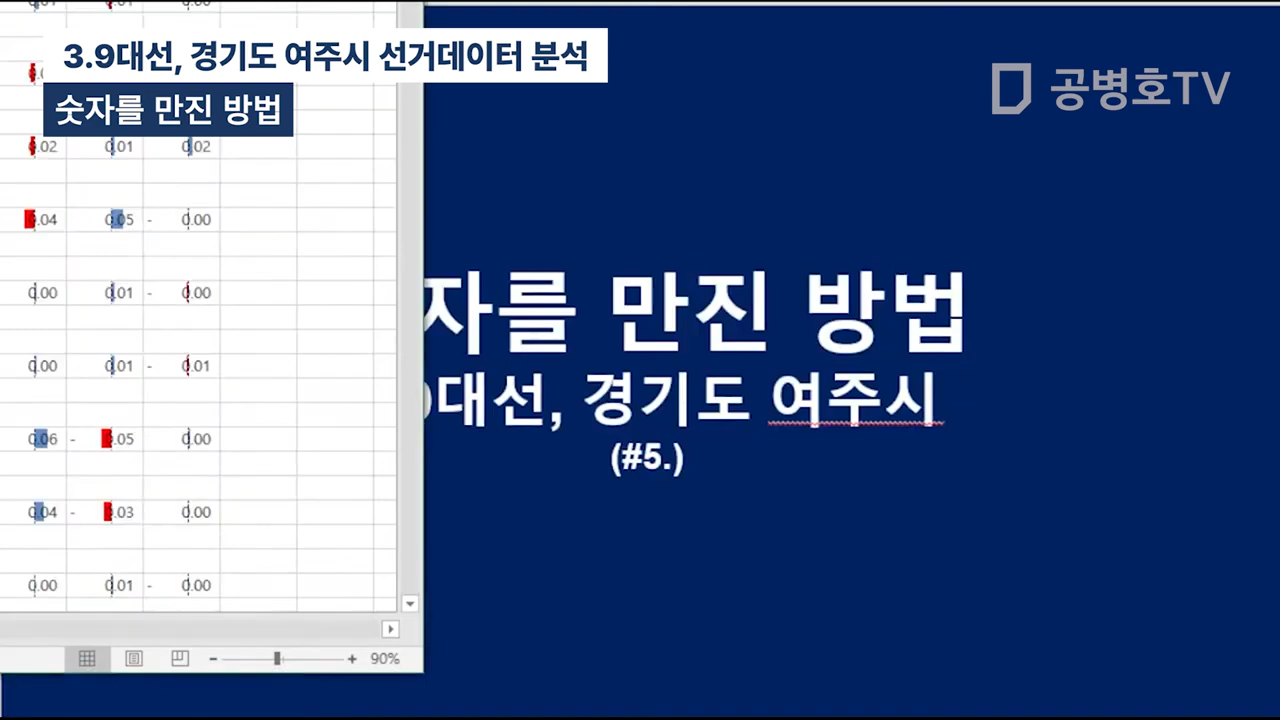 3.9대선, 경기도 여주시 선거데이터 분석
숫자를 만진 방법
공병호TV
0.02 0.01 0.02
0.04 0.05 - 0.00
0.00 0.01 - 0.00
0.00 0.01 - 0.01
0.06 - 0.05 0.00
0.04 - 0.03 0.00
0.00 0.01 - 0.00
자를 만진 방법
대선, 경기도 여주시
(#5.)
90%